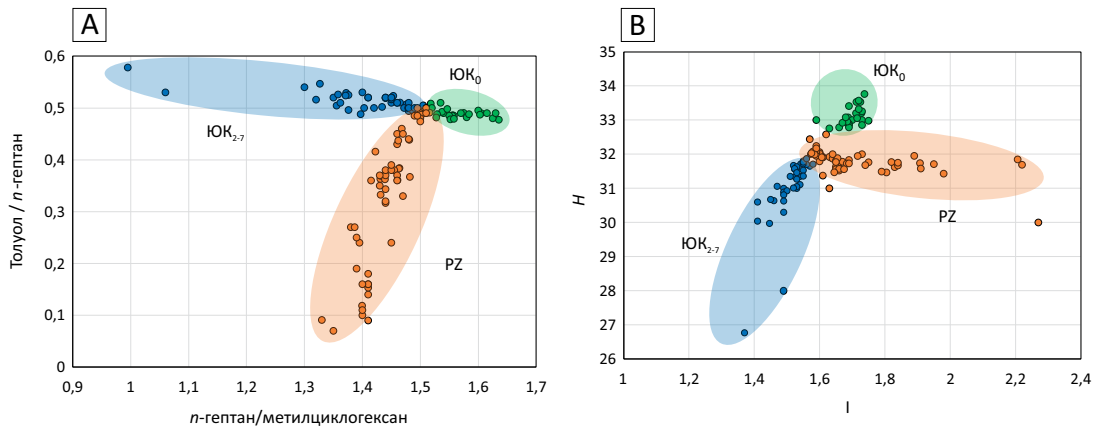 A
Толуол / n-гептан
0,6
0,5
0,4
0,3
0,2
0,1
0
0,9 1 1,1 1,2 1,3 1,4 1,5 1,6 1,7
n-гептан/метилциклогексан
ЮК₀
ЮК₂₋₇
PZ
B
H
35
34
33
32
31
30
29
28
27
26
1 1,2 1,4 1,6 1,8 2 2,2 2,4
I
ЮК₀
PZ
ЮК₂₋₇